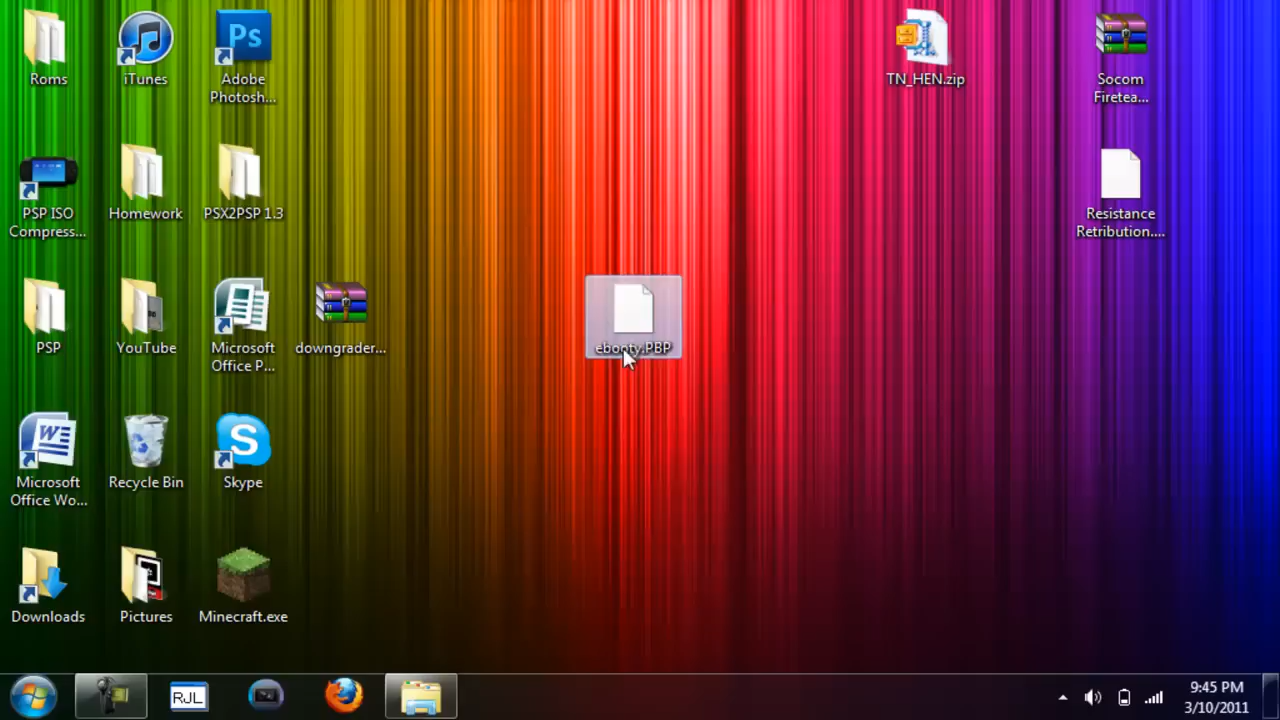 Roms
iTunes
Ps
Adobe
Photosh...
TN_HEN.zip
Socom
Firetea...
PSP ISO
Compress...
Homework
PSX2PSP 1.3
Resistance
Retribution....
PSP
YouTube
Microsoft
Office P...
downgrader...
ebooty.PBP
W
Microsoft
Office Wo...
Recycle Bin
S
Skype
Downloads
Pictures
Minecraft.exe
RJL
9:45 PM
3/10/2011